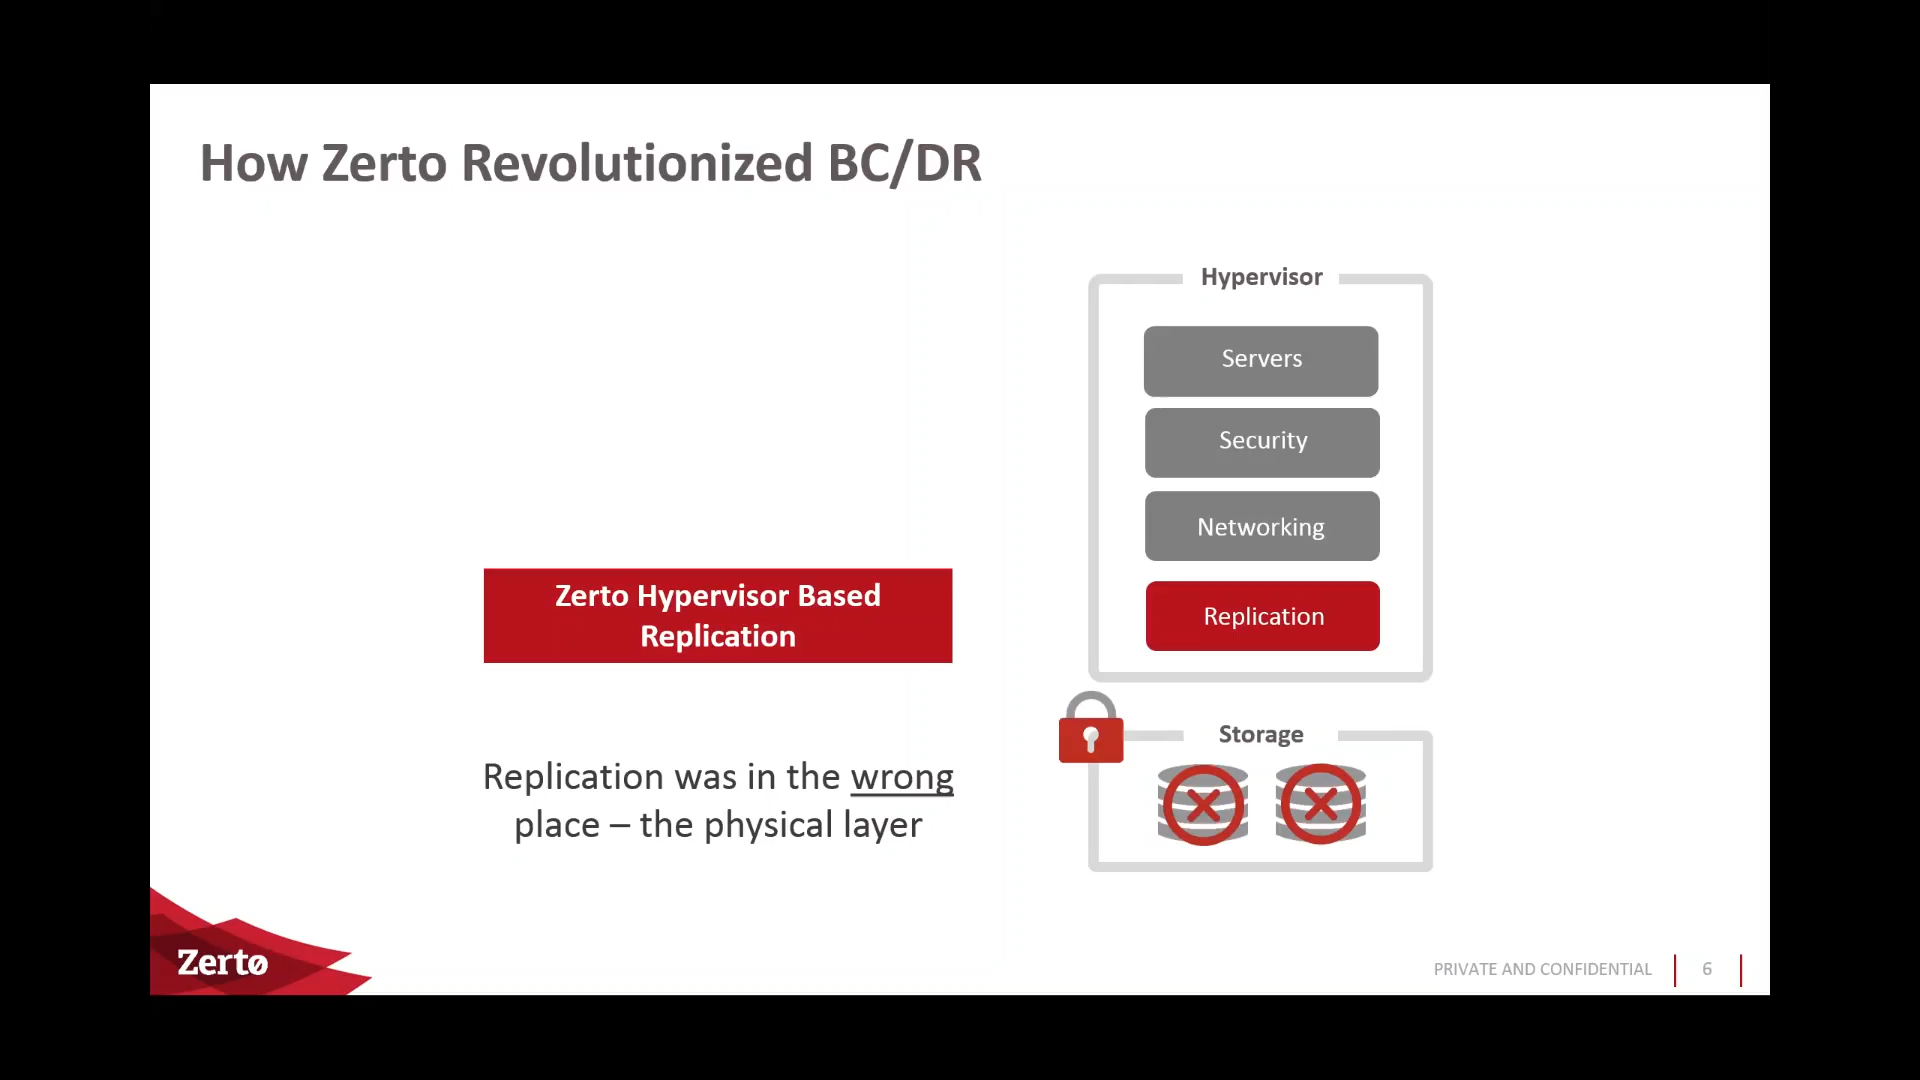 How Zerto Revolutionized BC/DR
Hypervisor
Servers
Security
Networking
Replication
Zerto Hypervisor Based
Replication
Replication was in the wrong
place – the physical layer
Storage
Zerto
PRIVATE AND CONFIDENTIAL
6